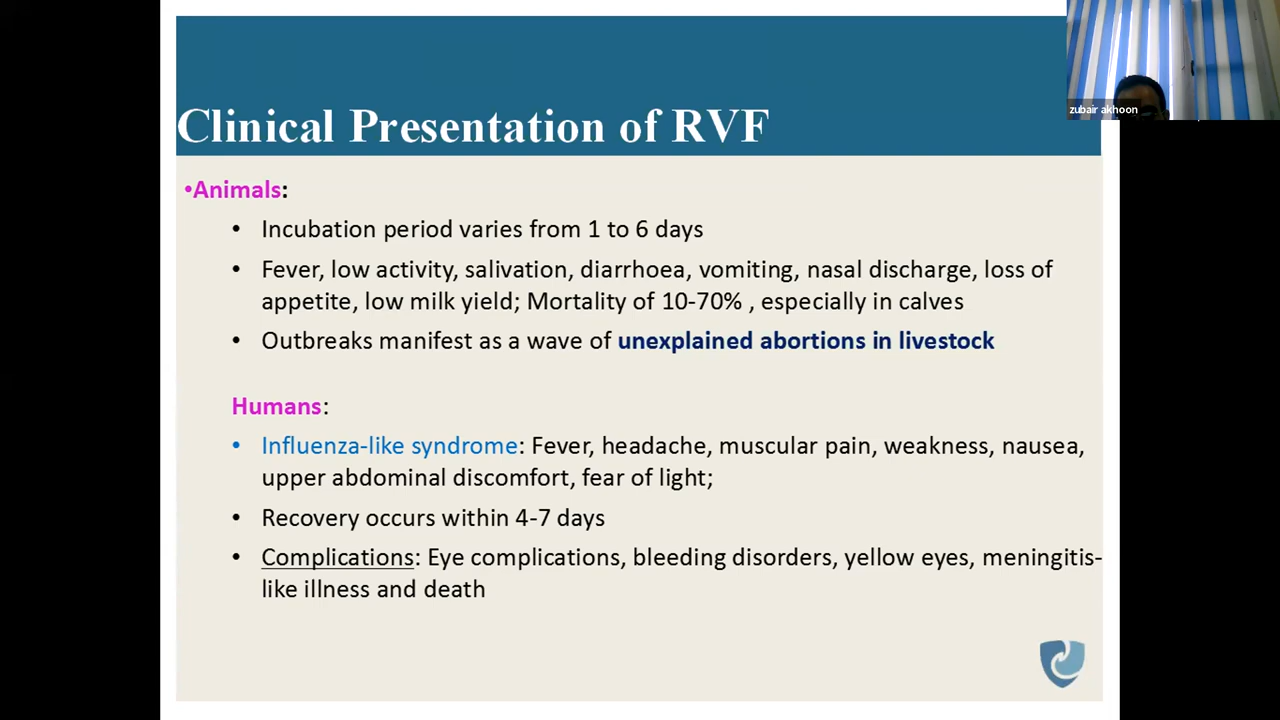 zubair akhoon
Clinical Presentation of RVF
•Animals:
• Incubation period varies from 1 to 6 days
• Fever, low activity, salivation, diarrhoea, vomiting, nasal discharge, loss of
appetite, low milk yield; Mortality of 10-70% , especially in calves
• Outbreaks manifest as a wave of unexplained abortions in livestock
Humans:
• Influenza-like syndrome: Fever, headache, muscular pain, weakness, nausea,
upper abdominal discomfort, fear of light;
• Recovery occurs within 4-7 days
• Complications: Eye complications, bleeding disorders, yellow eyes, meningitis-
like illness and death